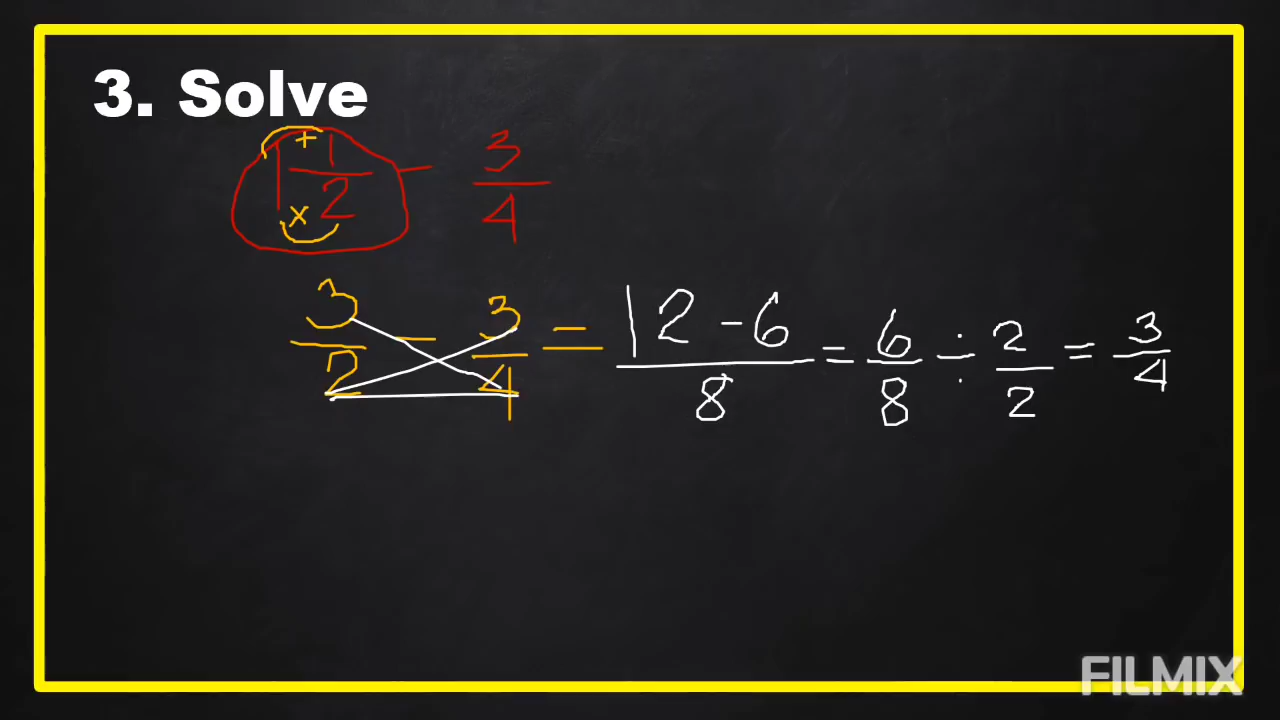 3. Solve
1 1/2 - 3/4
+
×
3/2 - 3/4 = 12 - 6/8 = 6/8 ÷ 2/2 = 3/4
FILMIX